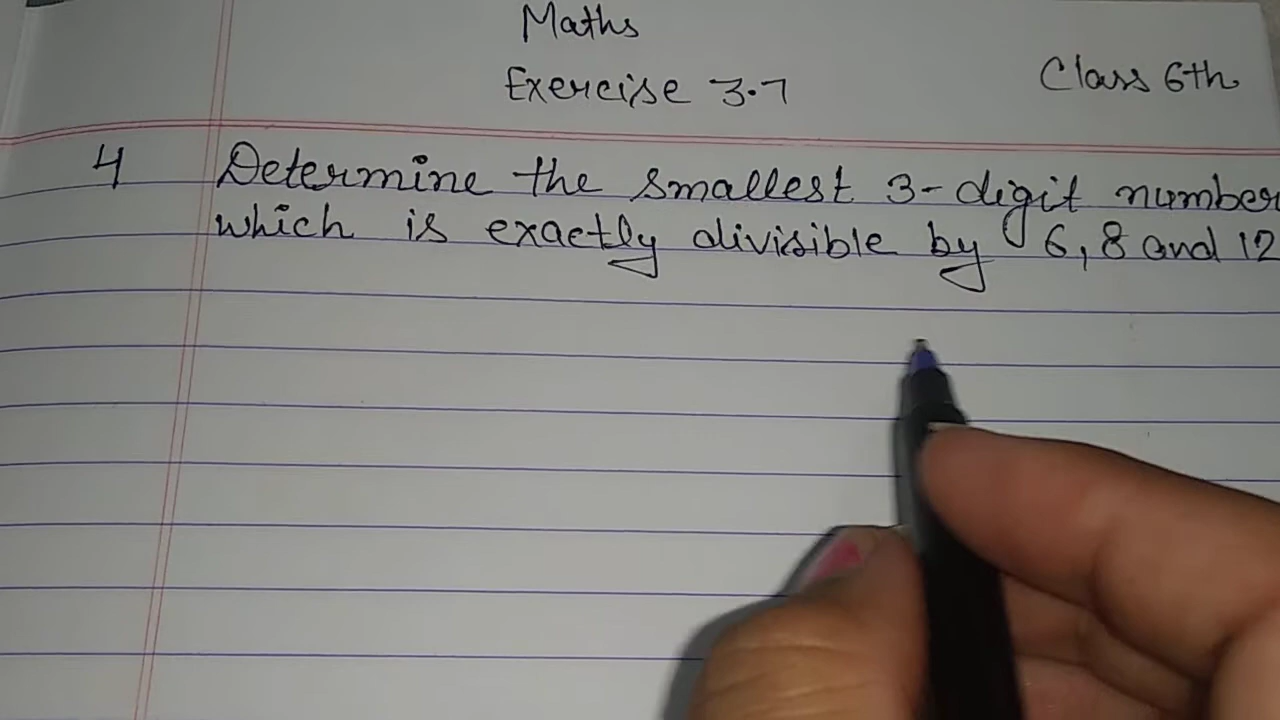 Maths
Exercise 3.7
Class 6th
4 Determine the smallest 3-digit number
which is exactly divisible by 6, 8 and 12